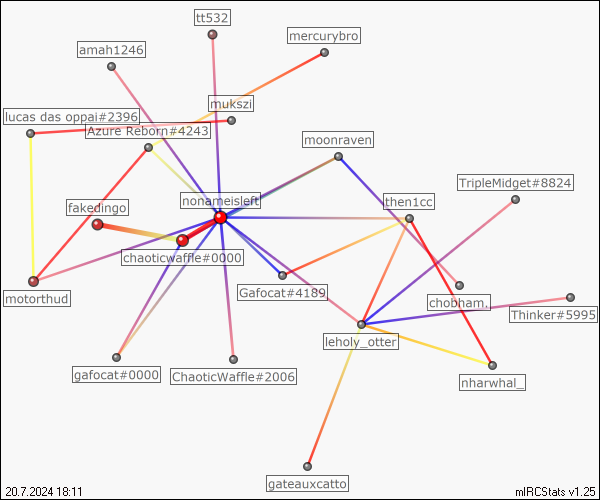 tt532
mercurybro
amah1246
mukszi
lucas das oppai#2396
Azure Reborn#4243
moonraven
TripleMidget#8824
nonameisleft
then1cc
fakedingo
chaoticwaffle#0000
Gafocat#4189
motorthud
chobham.
Thinker#5995
leholy_otter
gafocat#0000
ChaoticWaffle#2006
nharwhal_
gateauxcatto
20.7.2024 18:11
mIRCStats v1.25